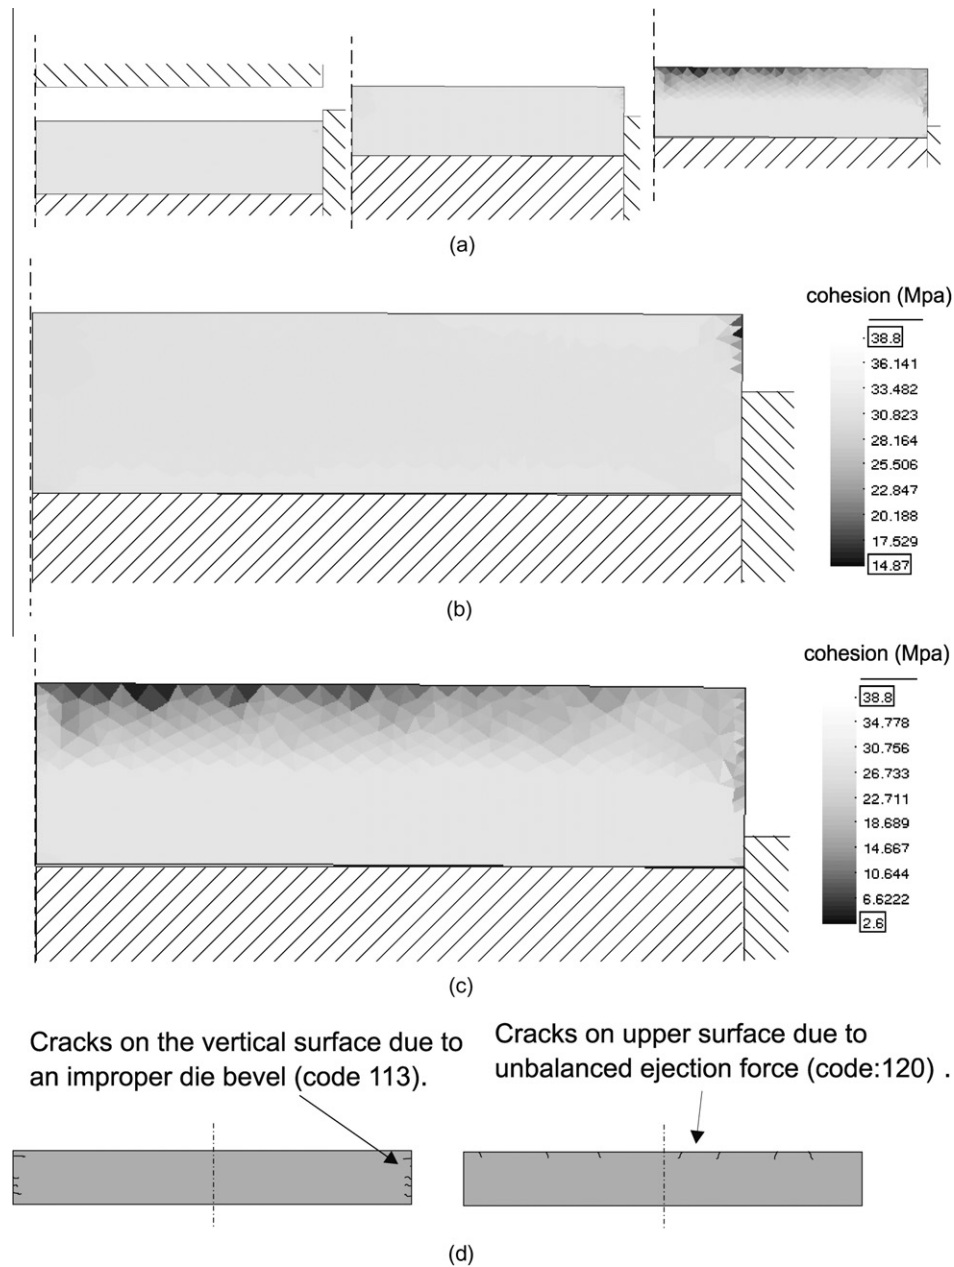 (a)
cohesion (Mpa)
38.8
36.141
33.482
30.823
28.164
25.506
22.847
20.188
17.529
14.87
(b)
cohesion (Mpa)
38.8
34.778
30.756
26.733
22.711
18.689
14.667
10.644
6.6222
2.6
(c)
Cracks on the vertical surface due to
an improper die bevel (code 113).
Cracks on upper surface due to
unbalanced ejection force (code:120) .
(d)